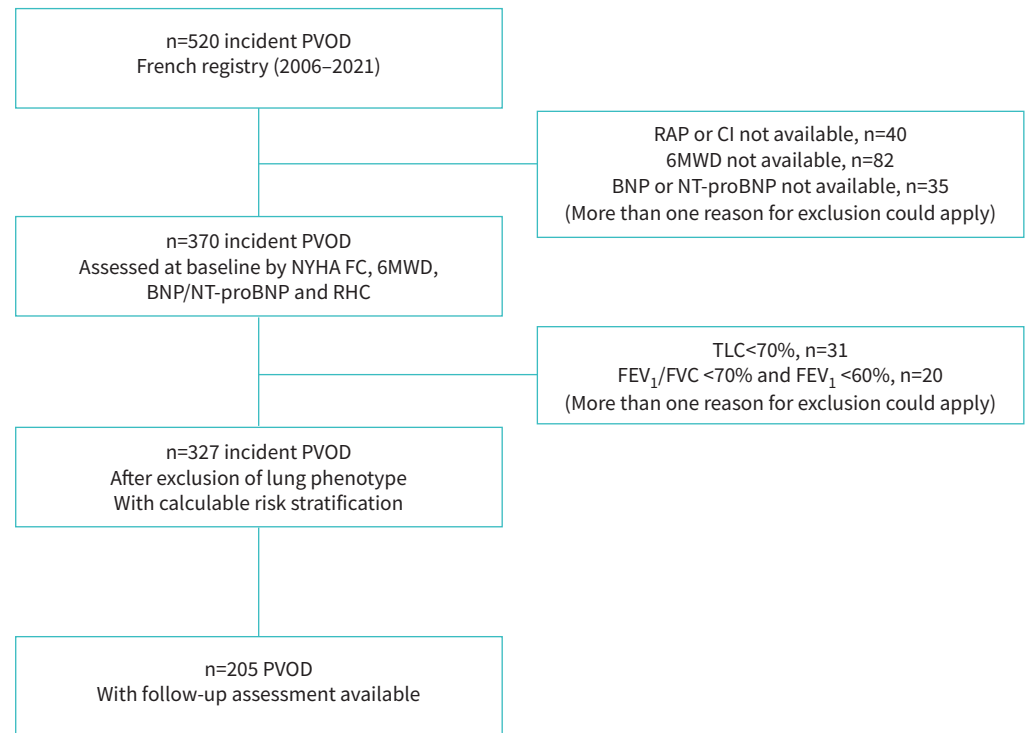 n=520 incident PVOD
French registry (2006–2021)
RAP or CI not available, n=40
6MWD not available, n=82
BNP or NT-proBNP not available, n=35
(More than one reason for exclusion could apply)
n=370 incident PVOD
Assessed at baseline by NYHA FC, 6MWD,
BNP/NT-proBNP and RHC
TLC<70%, n=31
FEV₁/FVC <70% and FEV₁ <60%, n=20
(More than one reason for exclusion could apply)
n=327 incident PVOD
After exclusion of lung phenotype
With calculable risk stratification
n=205 PVOD
With follow-up assessment available